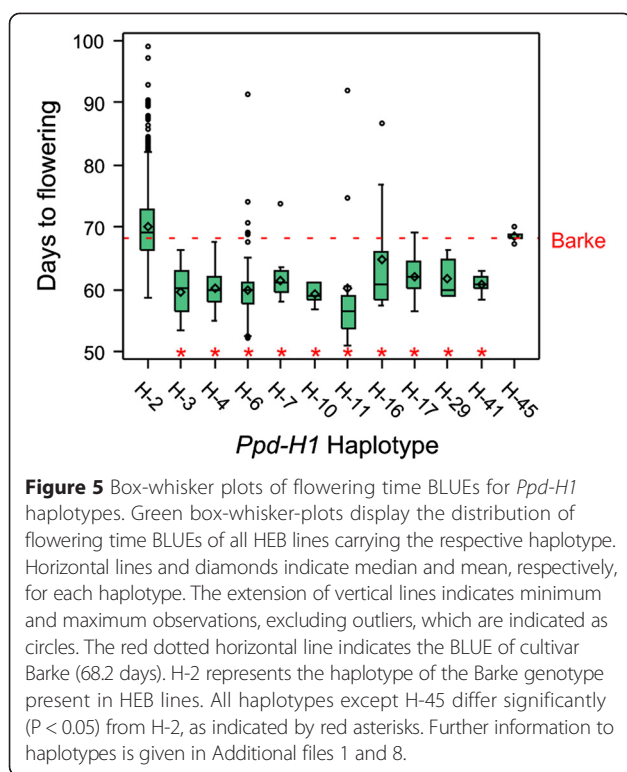 100
90
80
70
60
50
Days to flowering
Barke
* * * * * * * * * *
H-2 H-3 H-4 H-6 H-7 H-10 H-11 H-16 H-17 H-29 H-41 H-45
Ppd-H1 Haplotype
Figure 5 Box-whisker plots of flowering time BLUEs for Ppd-H1
haplotypes. Green box-whisker-plots display the distribution of
flowering time BLUEs of all HEB lines carrying the respective haplotype.
Horizontal lines and diamonds indicate median and mean, respectively,
for each haplotype. The extension of vertical lines indicates minimum
and maximum observations, excluding outliers, which are indicated as
circles. The red dotted horizontal line indicates the BLUE of cultivar
Barke (68.2 days). H-2 represents the haplotype of the Barke genotype
present in HEB lines. All haplotypes except H-45 differ significantly
(P < 0.05) from H-2, as indicated by red asterisks. Further information to
haplotypes is given in Additional files 1 and 8.